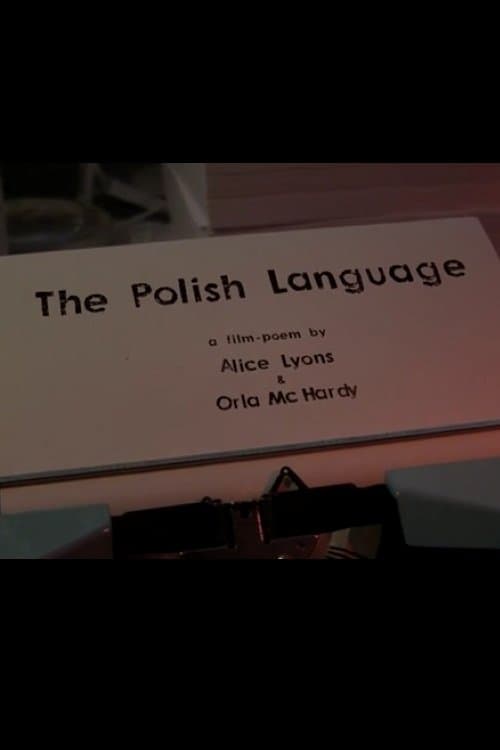 The Polish Language
a film-poem by
Alice Lyons
&
Orla Mc Hardy